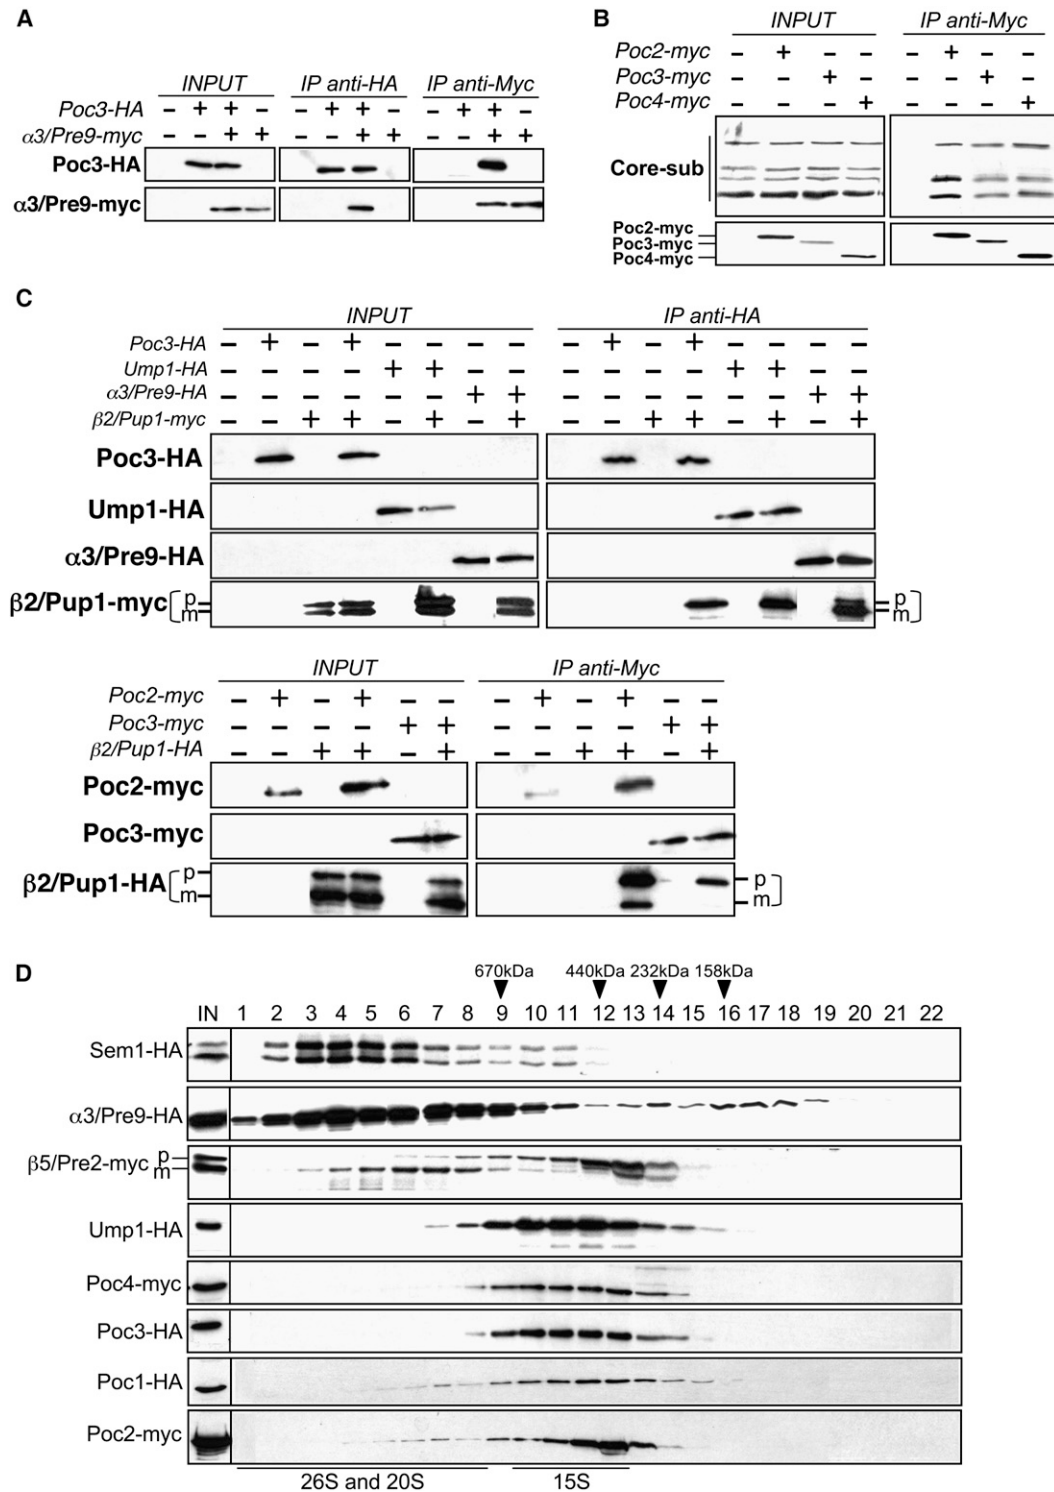 A
INPUT IP anti-HA IP anti-Myc
Poc3-HA − + + − − + + − − + + −
α3/Pre9-myc − − + + − − + + − − + +
Poc3-HA
α3/Pre9-myc
B
INPUT IP anti-Myc
Poc2-myc − + − − − + − −
Poc3-myc − − + − − − + −
Poc4-myc − − − + − − − +
Core-sub
Poc2-myc
Poc3-myc
Poc4-myc
C
INPUT IP anti-HA
Poc3-HA − + − + − − − − − + − + − − − −
Ump1-HA − − − − + + − − − − − − + + − −
α3/Pre9-HA − − − − − − + + − − − − − − + +
β2/Pup1-myc − − + + − + − + − − + + − + − +
Poc3-HA
Ump1-HA
α3/Pre9-HA
β2/Pup1-myc p m p m
INPUT IP anti-Myc
Poc2-myc − + − + − − − + − + − −
Poc3-myc − − − − + + − − − − + +
β2/Pup1-HA − − + + − + − − + + − +
Poc2-myc
Poc3-myc
β2/Pup1-HA p m p m
D
670kDa 440kDa 232kDa 158kDa
IN 1 2 3 4 5 6 7 8 9 10 11 12 13 14 15 16 17 18 19 20 21 22
Sem1-HA
α3/Pre9-HA
β5/Pre2-myc p m
Ump1-HA
Poc4-myc
Poc3-HA
Poc1-HA
Poc2-myc
26S and 20S 15S